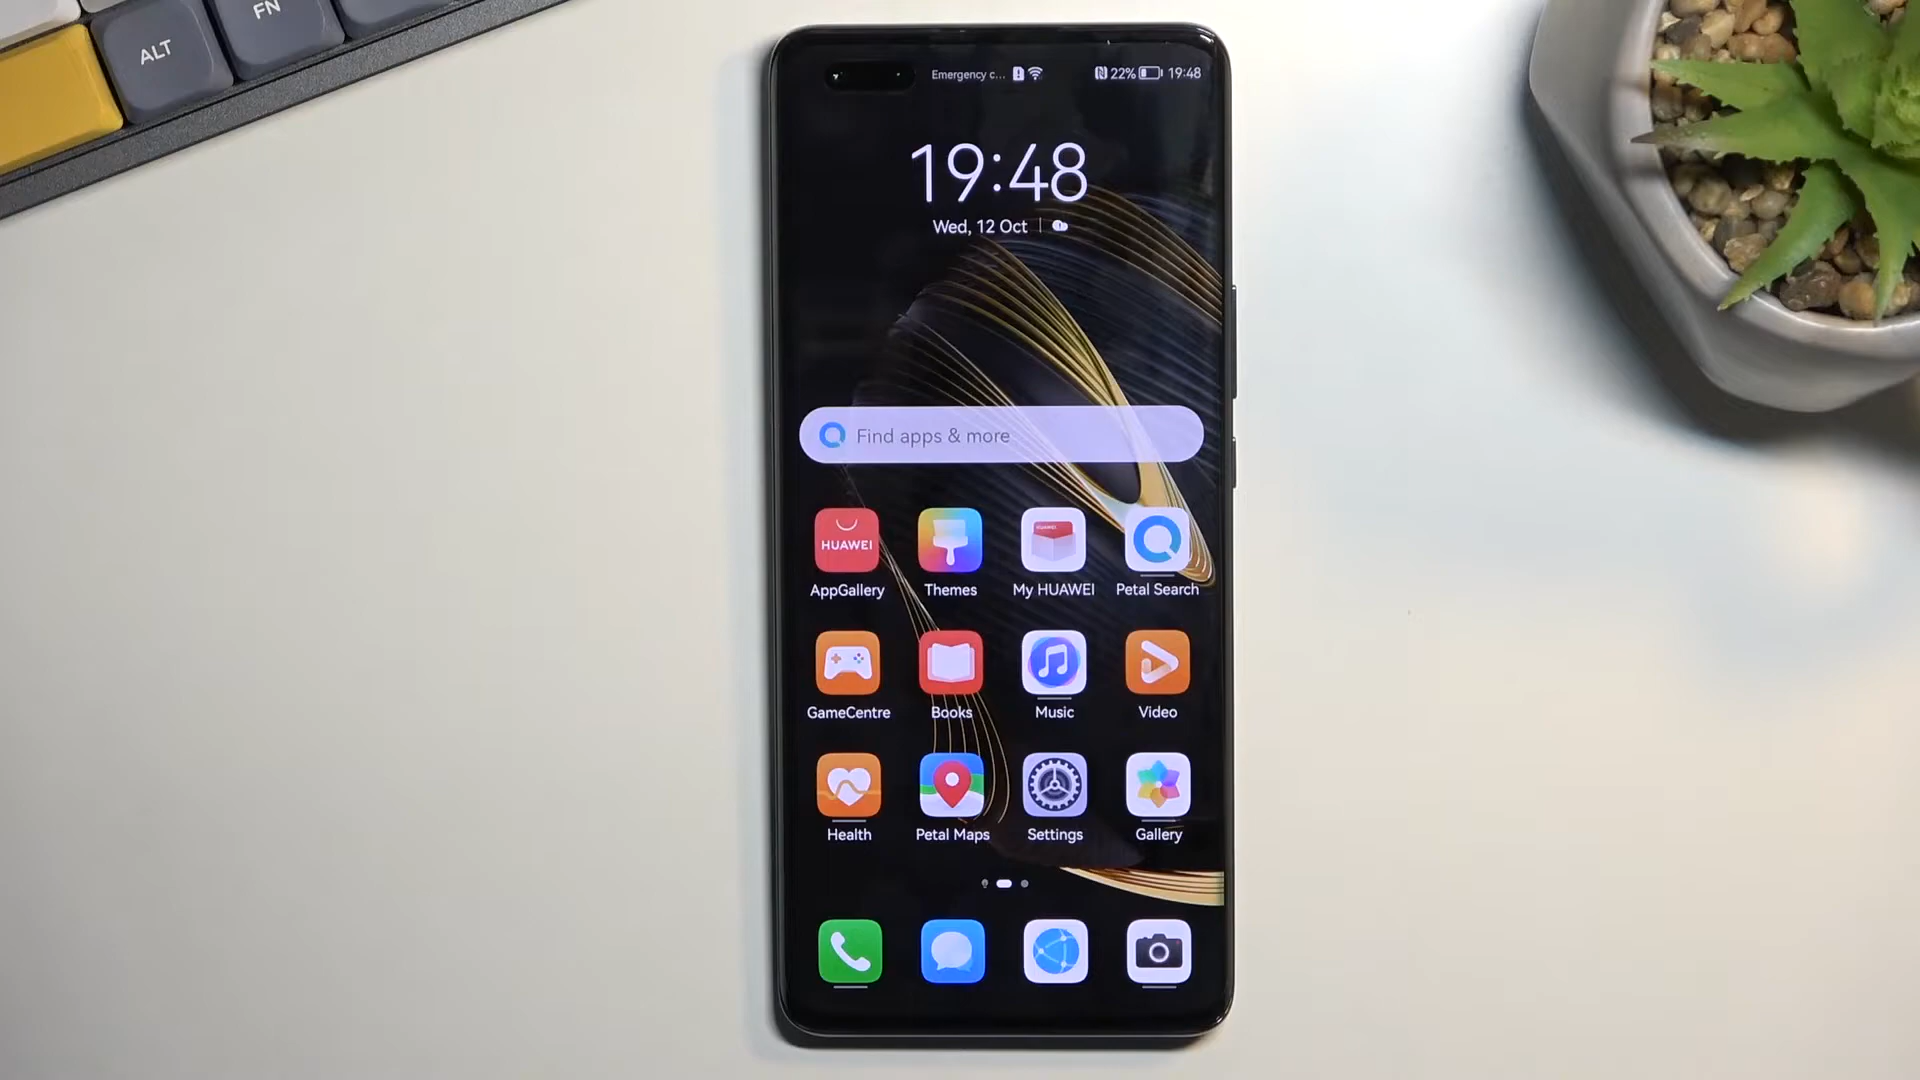 FN
ALT
Emergency c... 22% 19:48
19:48
Wed, 12 Oct
Find apps & more
HUAWEI
HUAWEI
AppGallery Themes My HUAWEI Petal Search
GameCentre Books Music Video
Health Petal Maps Settings Gallery